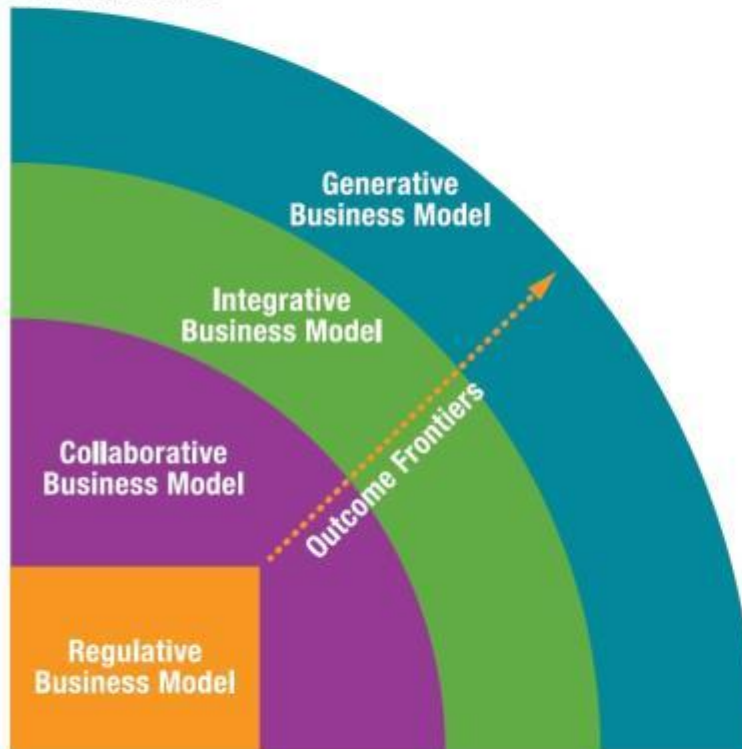 Generative
Business Model
Integrative
Business Model
Outcome Frontiers
Collaborative
Business Model
Regulative
Business Model